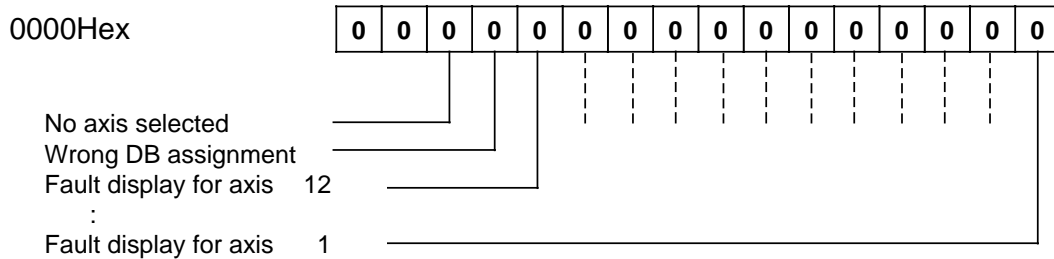 0000Hex 0 0 0 0 0 0 0 0 0 0 0 0 0 0 0 0
No axis selected
Wrong DB assignment
Fault display for axis 12
:
Fault display for axis 1